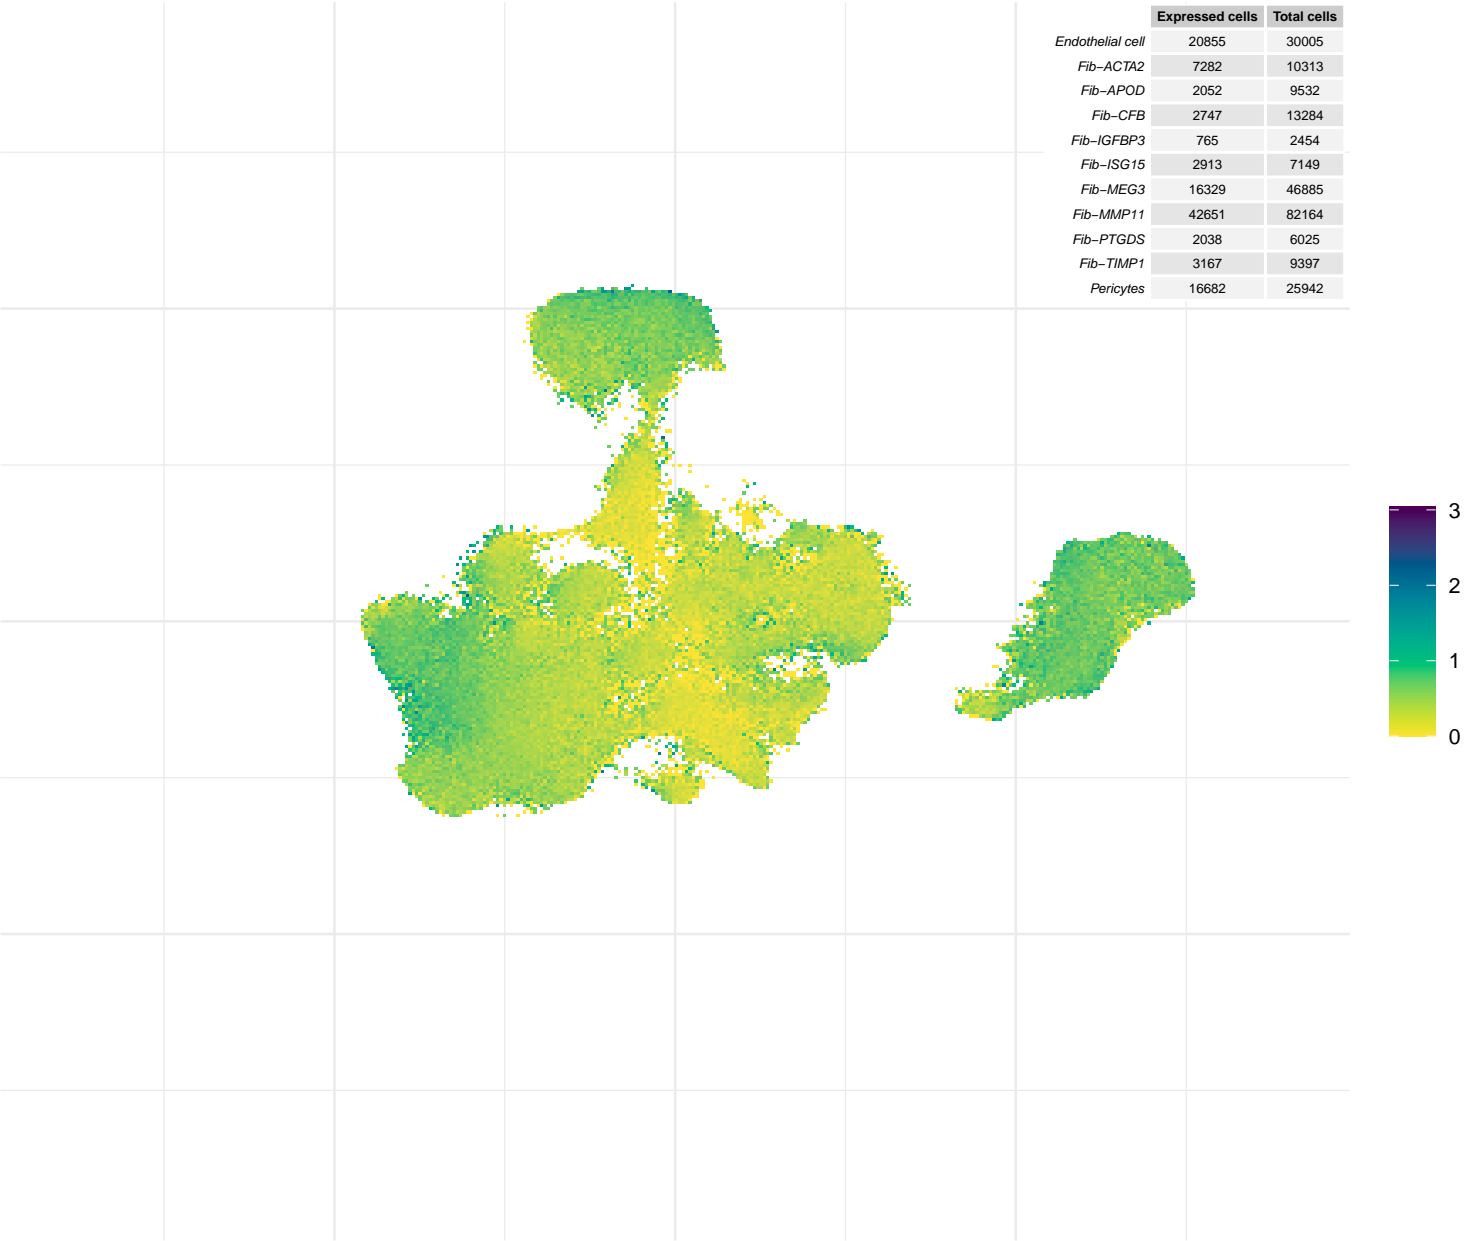 Expressed cells Total cells
Endothelial cell 20855 30005
Fib−ACTA2 7282 10313
Fib−APOD 2052 9532
Fib−CFB 2747 13284
Fib−IGFBP3 765 2454
Fib−ISG15 2913 7149
Fib−MEG3 16329 46885
Fib−MMP11 42651 82164
Fib−PTGDS 2038 6025
Fib−TIMP1 3167 9397
Pericytes 16682 25942
3
2
1
0